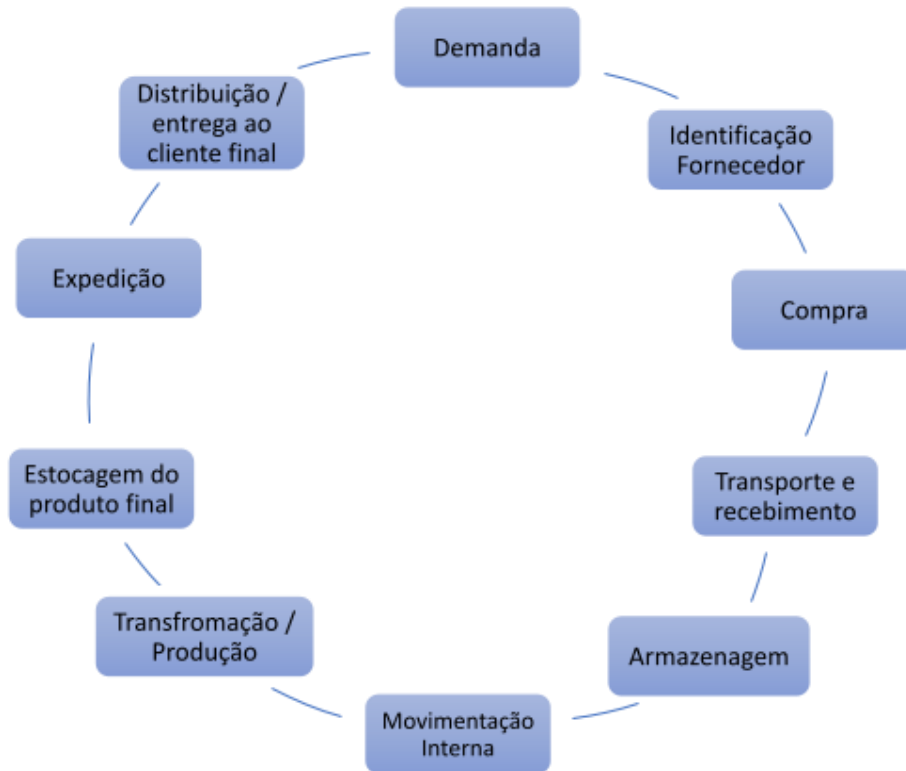 Demanda
Identificação
Fornecedor
Compra
Transporte e
recebimento
Armazenagem
Movimentação
Interna
Transfromação /
Produção
Estocagem do
produto final
Expedição
Distribuição /
entrega ao
cliente final